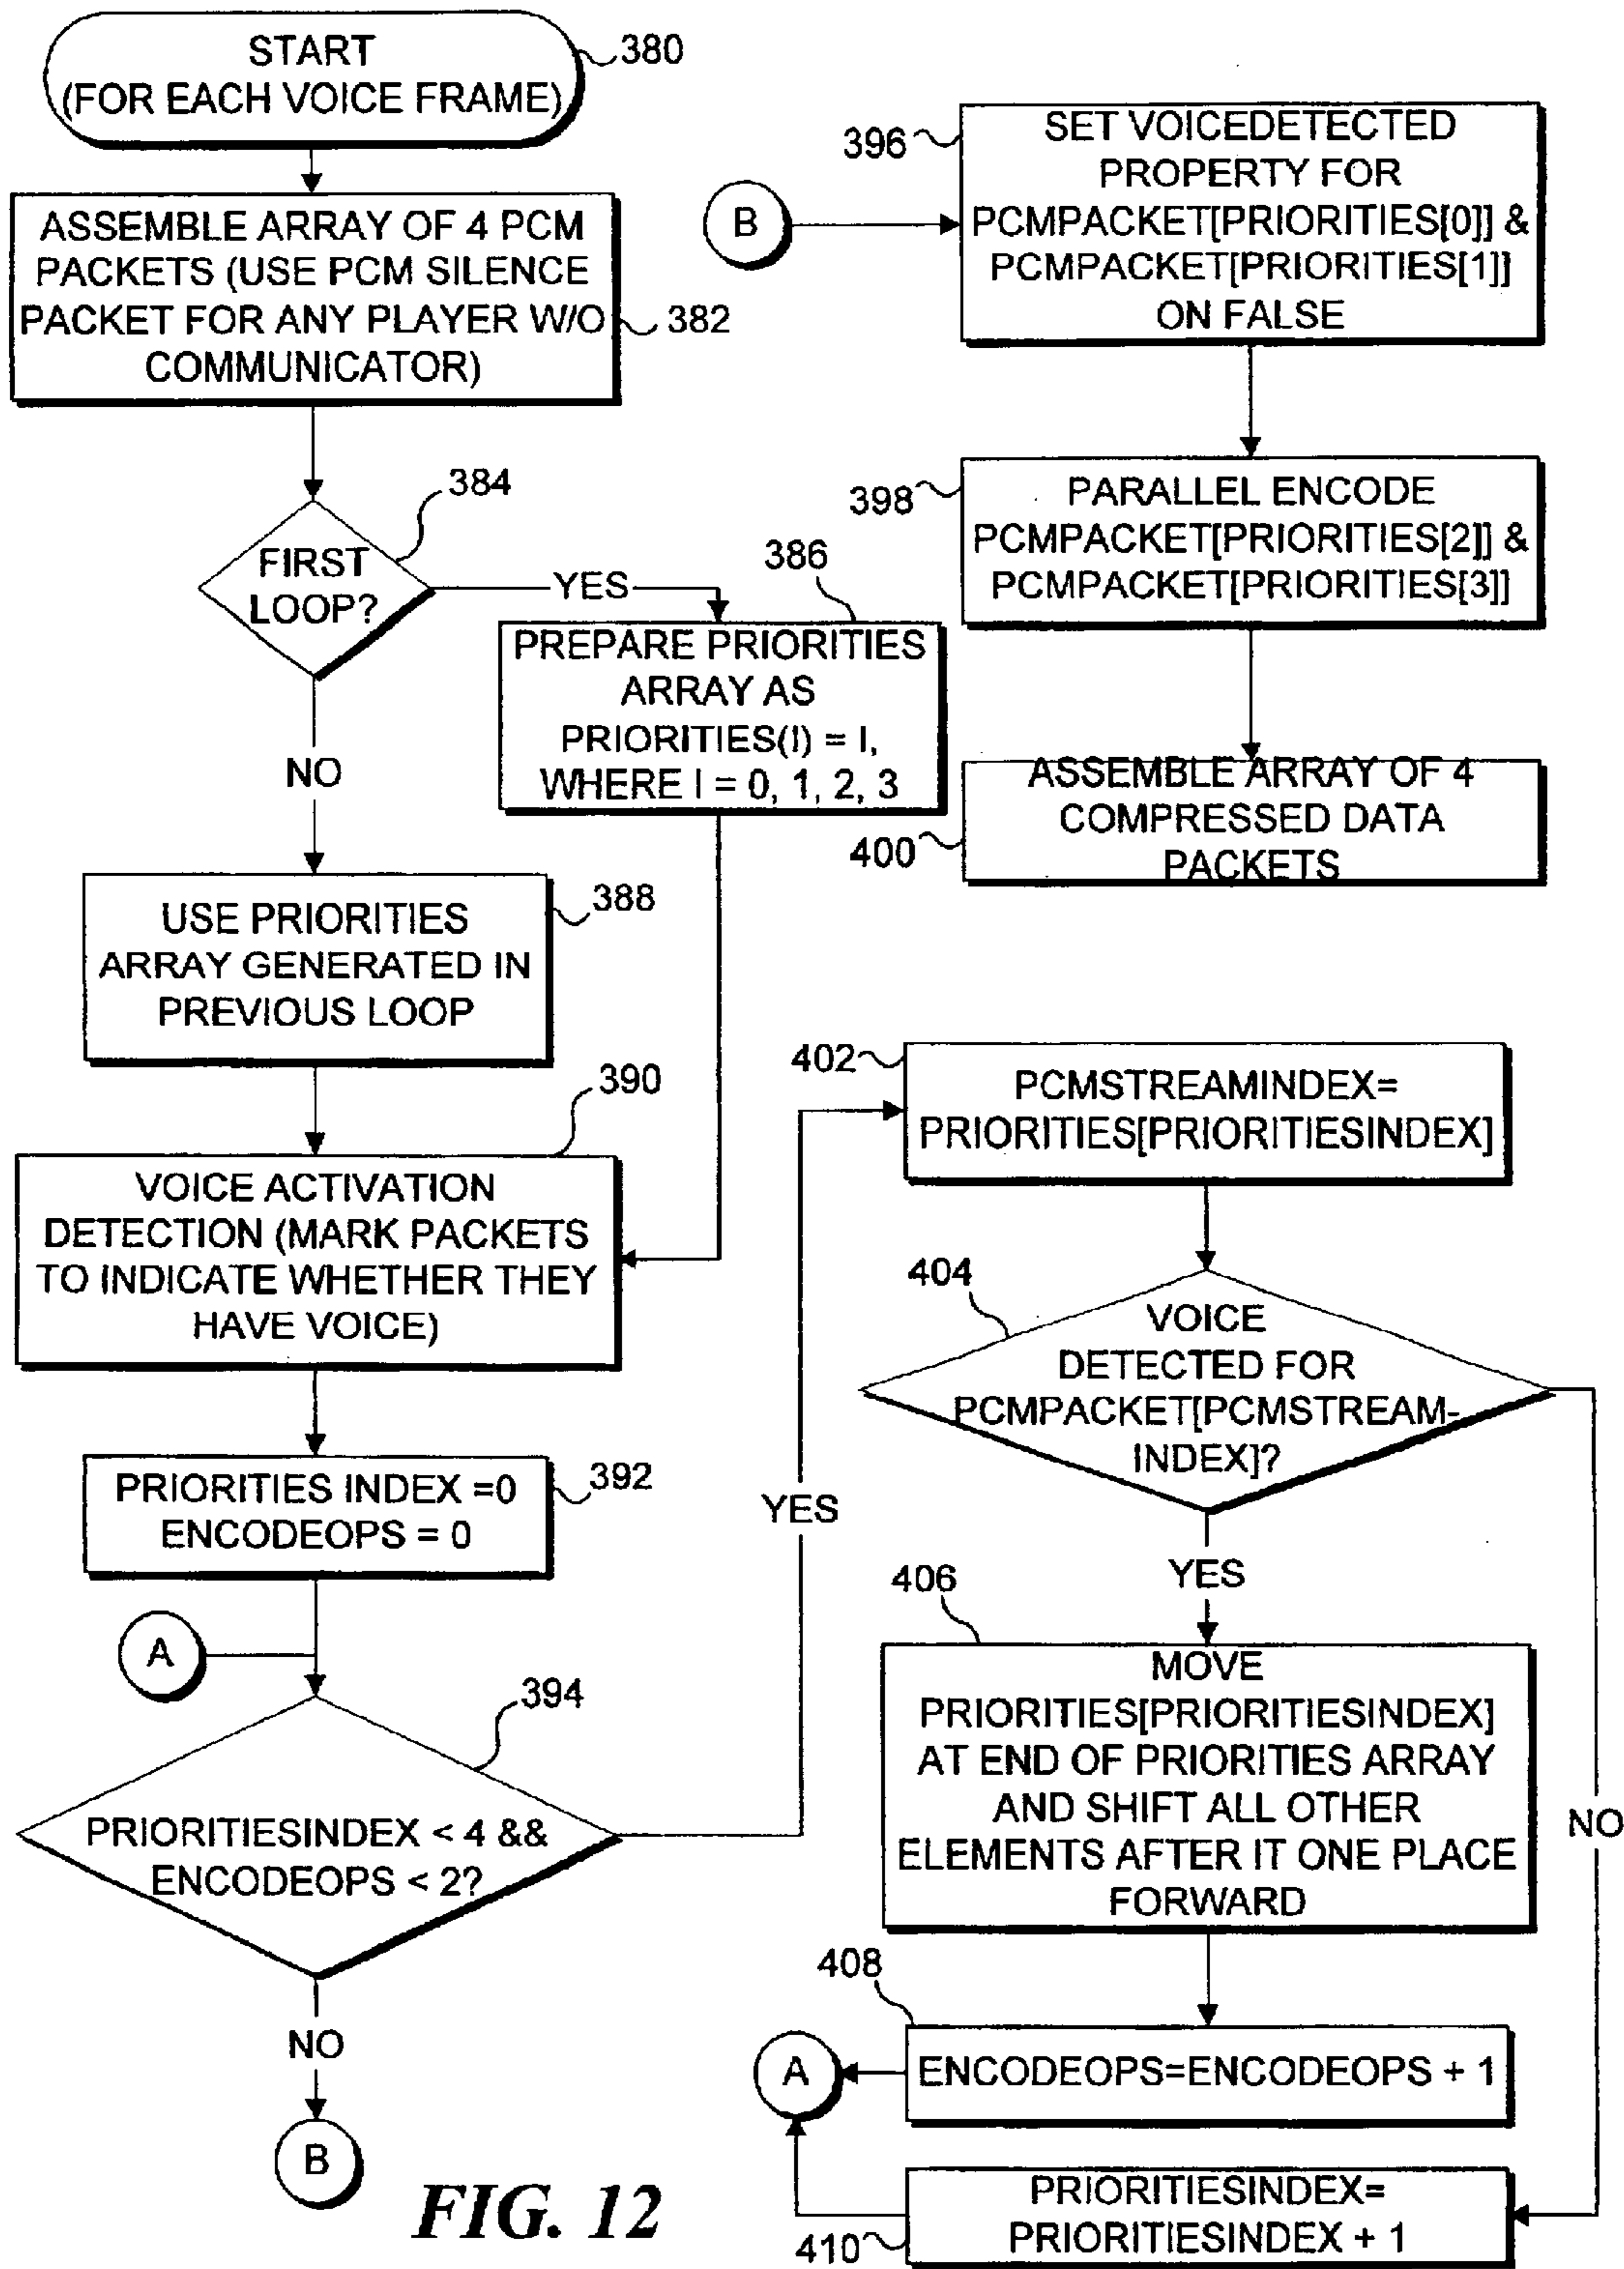 START
(FOR EACH VOICE FRAME)
380
ASSEMBLE ARRAY OF 4 PCM
PACKETS (USE PCM SILENCE
PACKET FOR ANY PLAYER W/O
COMMUNICATOR)
382
384
FIRST
LOOP?
YES
386
PREPARE PRIORITIES
ARRAY AS
PRIORITIES(I) = I,
WHERE I = 0, 1, 2, 3
NO
USE PRIORITIES
ARRAY GENERATED IN
PREVIOUS LOOP
388
390
VOICE ACTIVATION
DETECTION (MARK PACKETS
TO INDICATE WHETHER THEY
HAVE VOICE)
PRIORITIES INDEX =0
ENCODEOPS = 0
392
A
394
PRIORITIESINDEX < 4 &&
ENCODEOPS < 2?
YES
NO
B
396
B
SET VOICEDETECTED
PROPERTY FOR
PCMPACKET[PRIORITIES[0]] &
PCMPACKET[PRIORITIES[1]]
ON FALSE
398
PARALLEL ENCODE
PCMPACKET[PRIORITIES[2]] &
PCMPACKET[PRIORITIES[3]]
400
ASSEMBLE ARRAY OF 4
COMPRESSED DATA
PACKETS
402
PCMSTREAMINDEX=
PRIORITIES[PRIORITIESINDEX]
404
VOICE
DETECTED FOR
PCMPACKET[PCMSTREAM-
INDEX]?
YES
NO
406
MOVE
PRIORITIES[PRIORITIESINDEX]
AT END OF PRIORITIES ARRAY
AND SHIFT ALL OTHER
ELEMENTS AFTER IT ONE PLACE
FORWARD
408
ENCODEOPS=ENCODEOPS + 1
A
410
PRIORITIESINDEX=
PRIORITIESINDEX + 1
FIG. 12